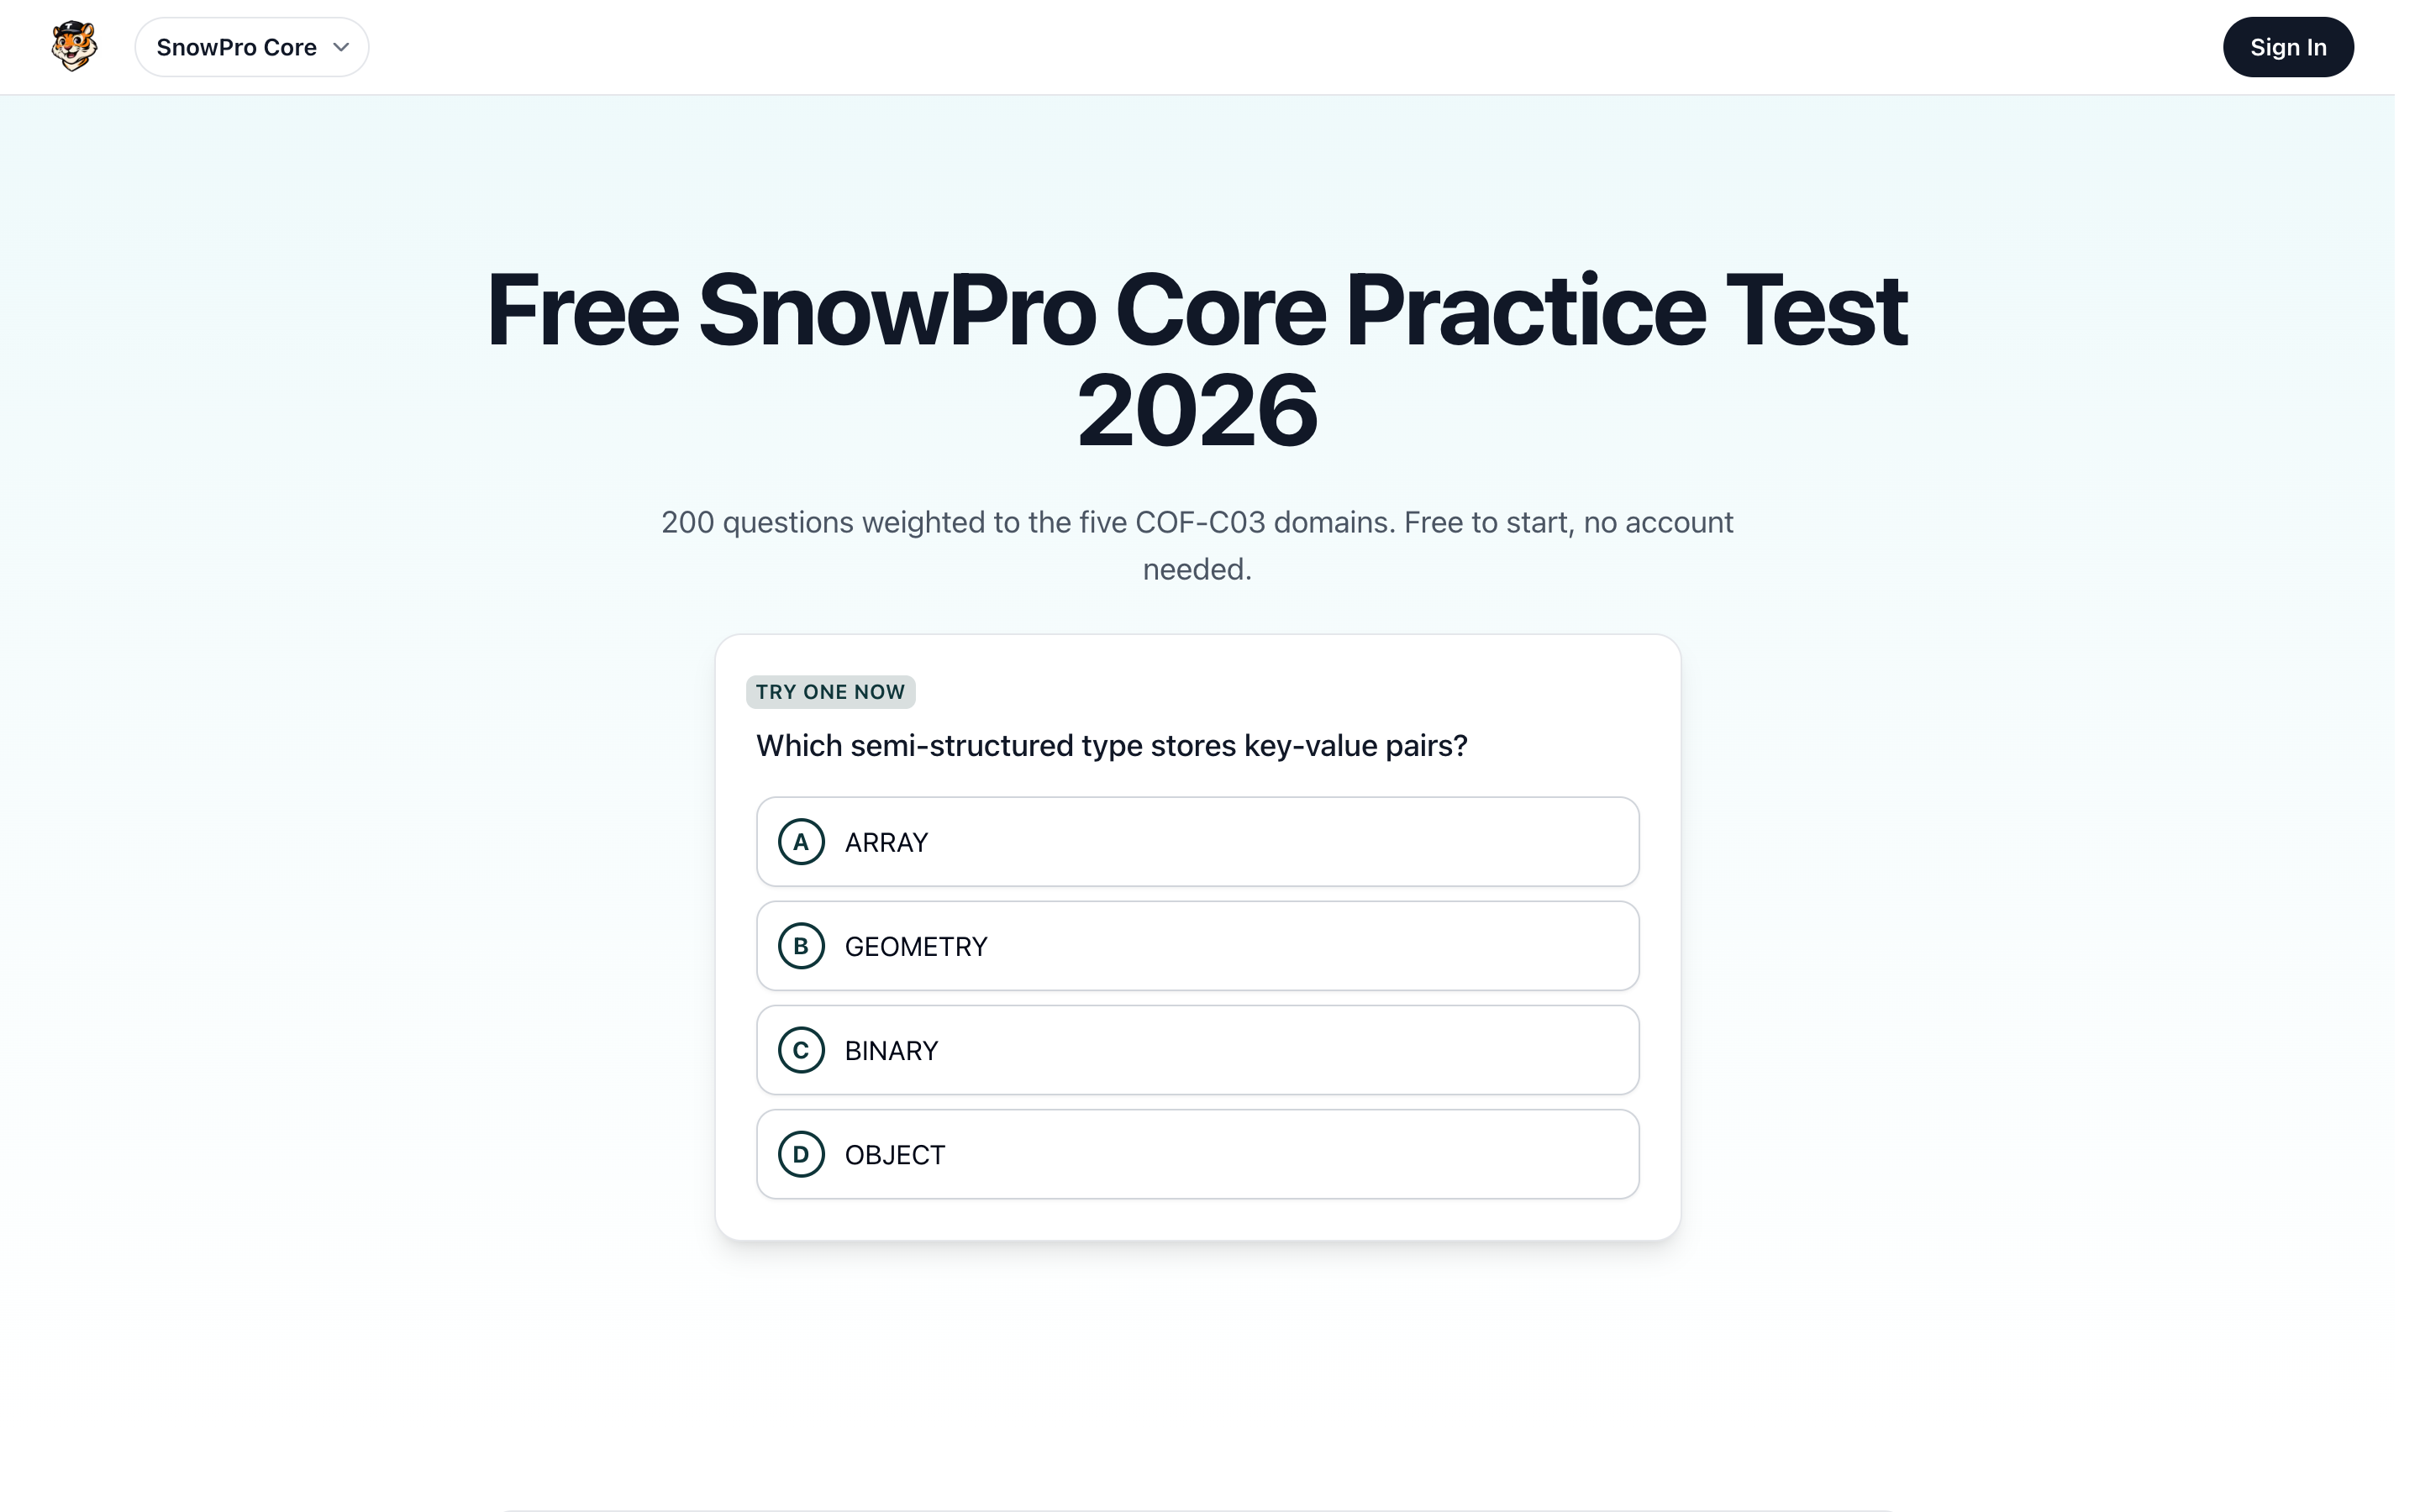 SnowPro Core
Sign In
Free SnowPro Core Practice Test
2026
200 questions weighted to the five COF-C03 domains. Free to start, no account
needed.
TRY ONE NOW
Which semi-structured type stores key-value pairs?
A ARRAY
B GEOMETRY
C BINARY
D OBJECT